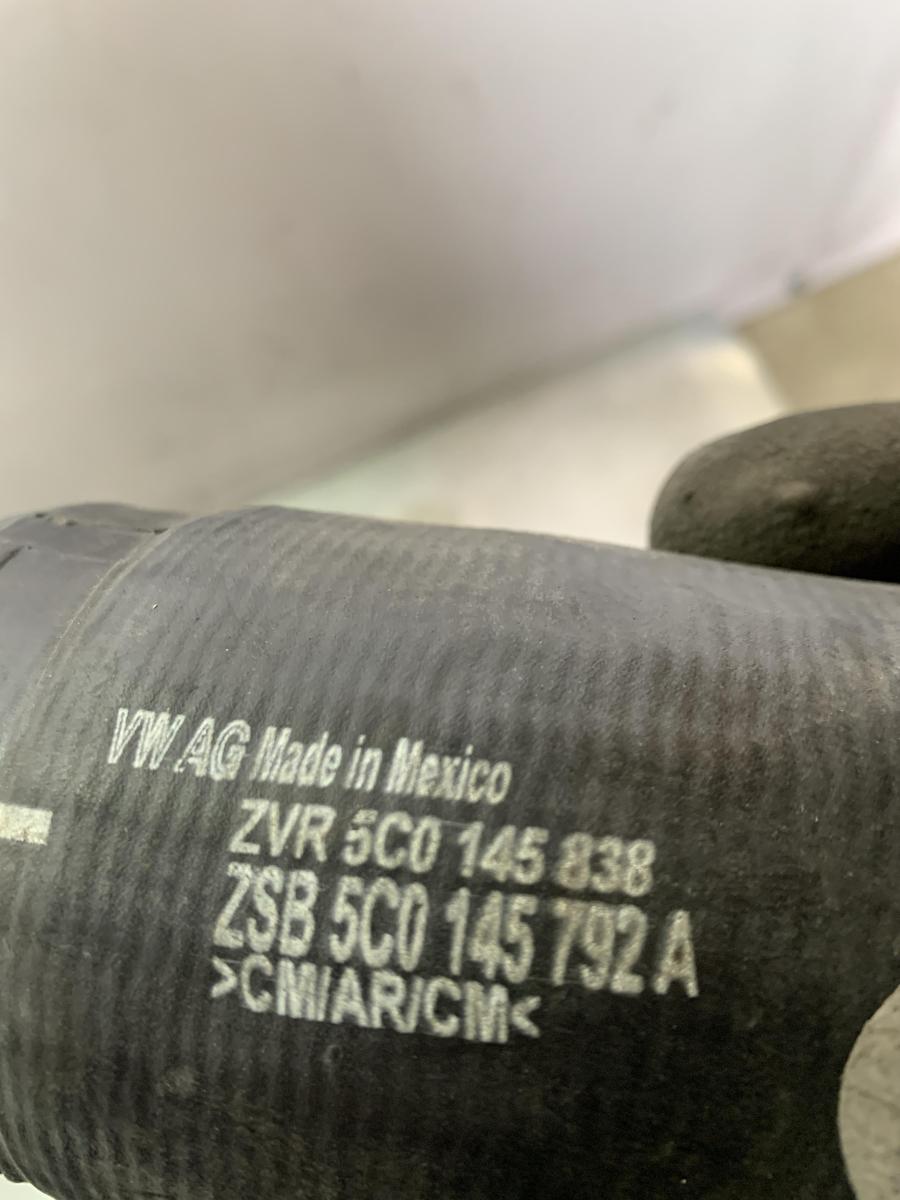 VW AG Made in Mexico
ZVR 5C0 145 838
ZSB 5C0 145 792 A
>CM/AR/CM<